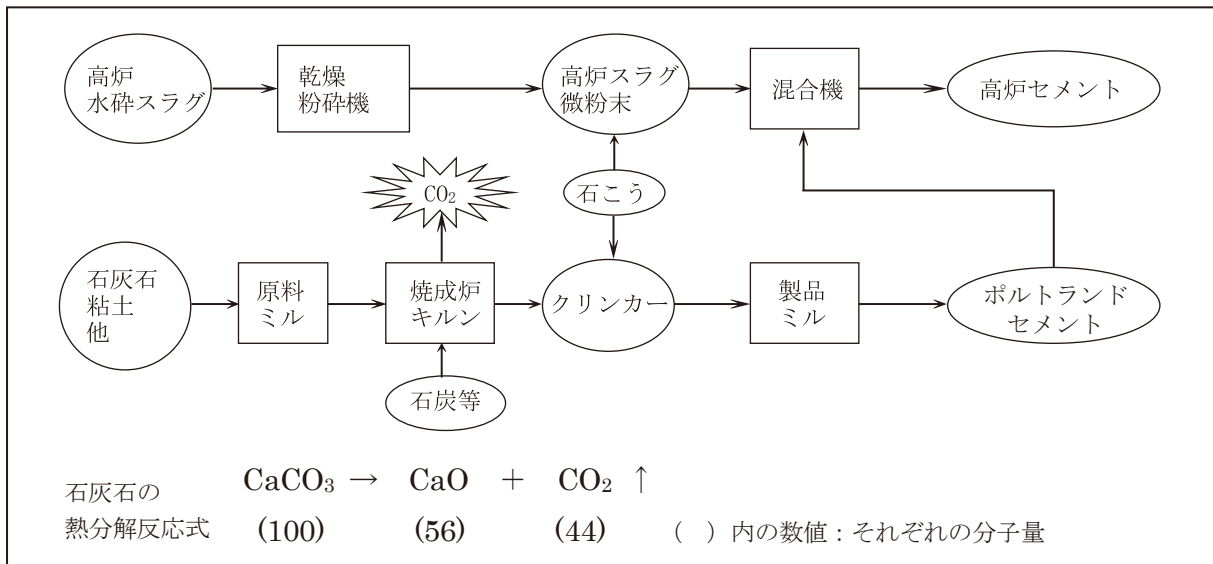 高炉
水砕スラグ
乾燥
粉砕機
高炉スラグ
微粉末
混合機
高炉セメント
CO₂
石こう
石灰石
粘土
他
原料
ミル
焼成炉
キルン
クリンカー
製品
ミル
ポルトランド
セメント
石炭等
石灰石の
熱分解反応式
CaCO₃ → CaO + CO₂ ↑
(100) (56) (44) （ ）内の数値：それぞれの分子量